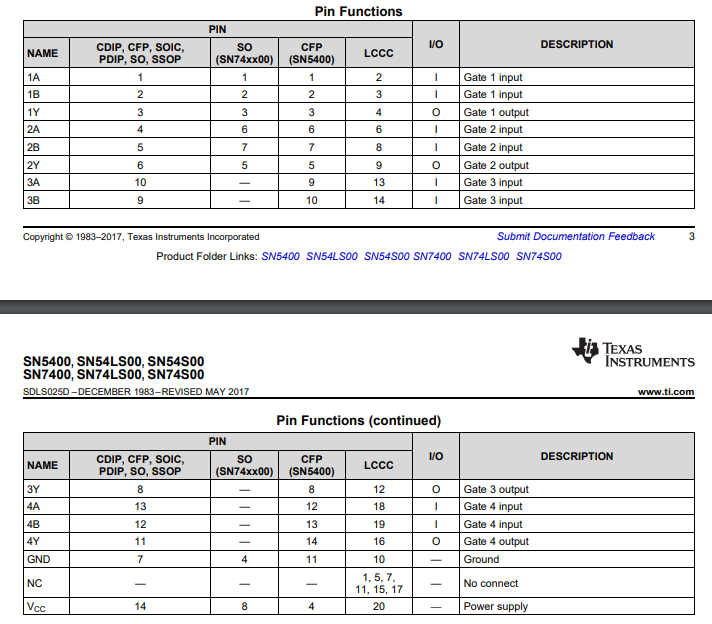 Pin Functions
PIN
I/O
DESCRIPTION
NAME
CDIP, CFP, SOIC,
PDIP, SO, SSOP
SO
(SN74xx00)
CFP
(SN5400)
LCCC
1A 1 1 1 2 I Gate 1 input
1B 2 2 2 3 I Gate 1 input
1Y 3 3 3 4 O Gate 1 output
2A 4 6 6 6 I Gate 2 input
2B 5 7 7 8 I Gate 2 input
2Y 6 5 5 9 O Gate 2 output
3A 10 — 9 13 I Gate 3 input
3B 9 — 10 14 I Gate 3 input
Copyright © 1983–2017, Texas Instruments Incorporated
Submit Documentation Feedback
3
Product Folder Links: SN5400 SN54LS00 SN54S00 SN7400 SN74LS00 SN74S00
SN5400, SN54LS00, SN54S00
SN7400, SN74LS00, SN74S00
SDLS025D – DECEMBER 1983 – REVISED MAY 2017
TEXAS
INSTRUMENTS
www.ti.com
Pin Functions (continued)
PIN
I/O
DESCRIPTION
NAME
CDIP, CFP, SOIC,
PDIP, SO, SSOP
SO
(SN74xx00)
CFP
(SN5400)
LCCC
3Y 8 — 8 12 O Gate 3 output
4A 13 — 12 18 I Gate 4 input
4B 12 — 13 19 I Gate 4 input
4Y 11 — 14 16 O Gate 4 output
GND 7 4 11 10 — Ground
NC — — — 1, 5, 7,
11, 15, 17 — No connect
VCC 14 8 4 20 — Power supply